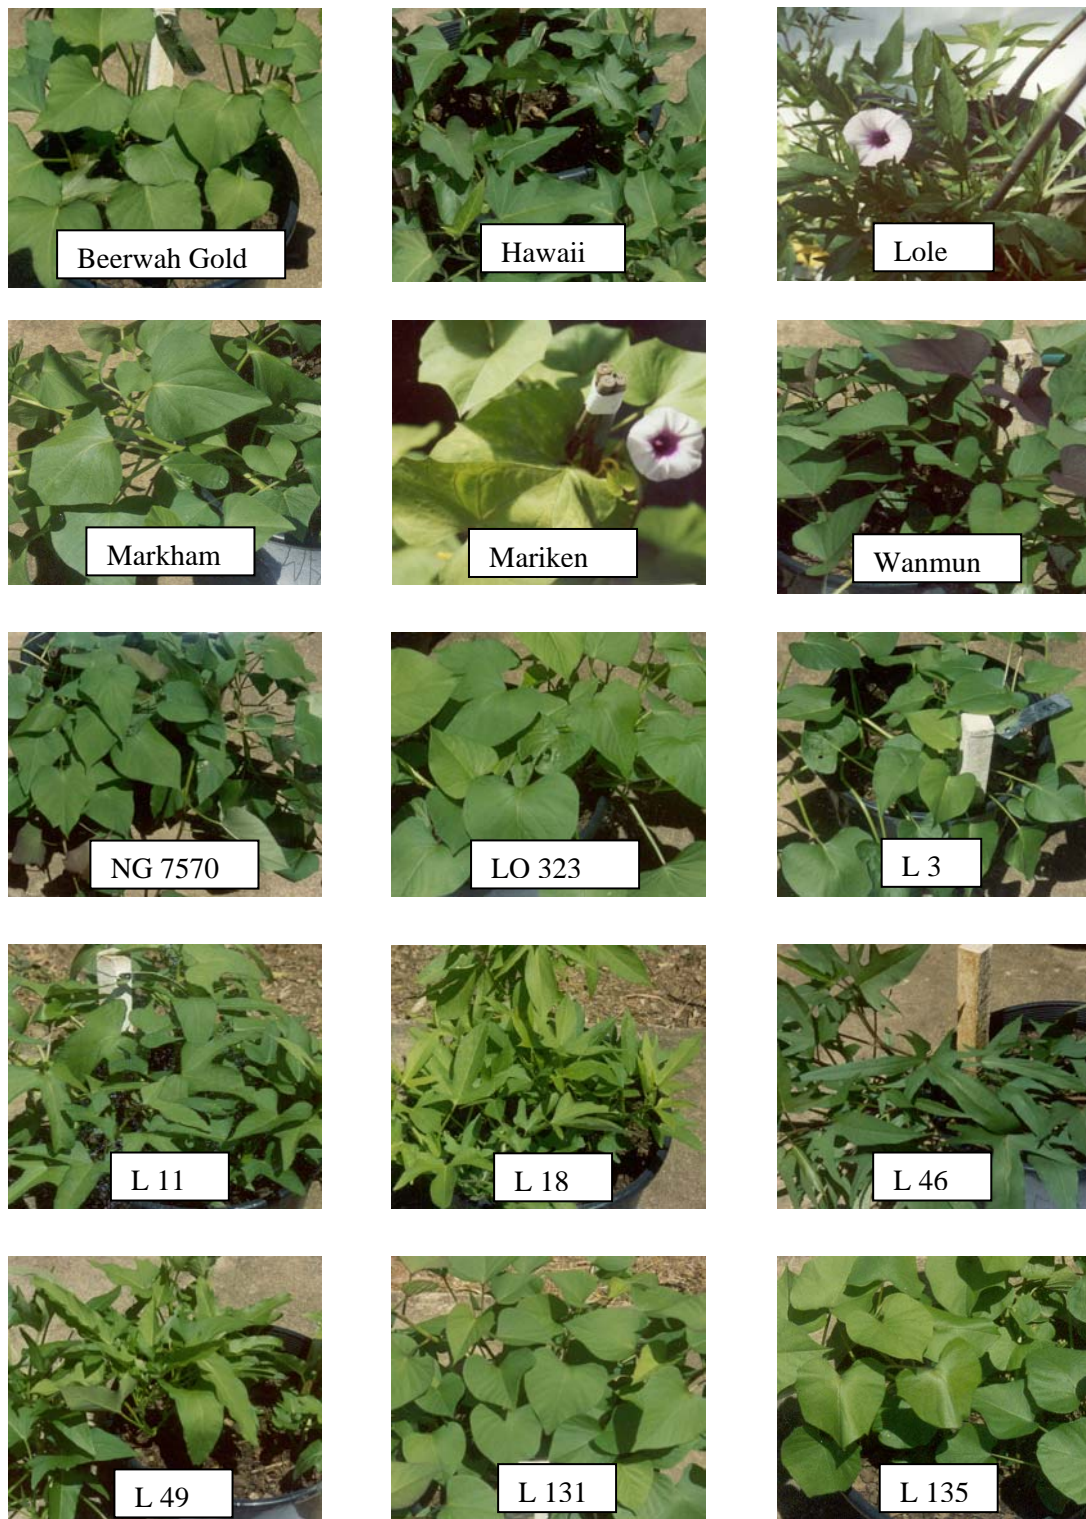 Beerwah Gold
Hawaii
Lole
Markham
Mariken
Wanmun
NG 7570
LO 323
L 3
L 11
L 18
L 46
L 49
L 131
L 135